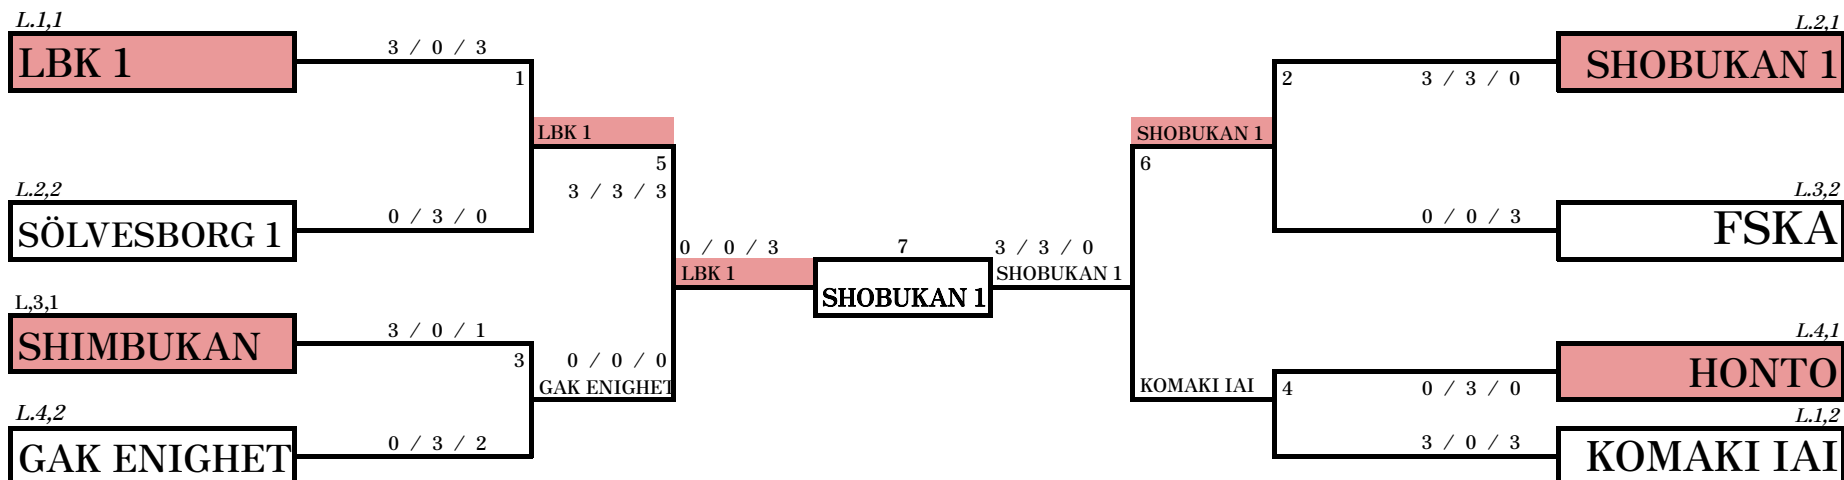 L.1,1
LBK 1
3 / 0 / 3
1
L.2,2
SÖLVESBORG 1
0 / 3 / 0
LBK 1
5
3 / 3 / 3
L,3,1
SHIMBUKAN
3 / 0 / 1
3
L.4,2
GAK ENIGHET
0 / 3 / 2
0 / 0 / 0
GAK ENIGHET
0 / 0 / 3
LBK 1
7
SHOBUKAN 1
3 / 3 / 0
SHOBUKAN 1
SHOBUKAN 1
6
KOMAKI IAI
L.2,1
SHOBUKAN 1
2
3 / 3 / 0
L.3,2
FSKA
0 / 0 / 3
L.4,1
HONTO
4
0 / 3 / 0
L.1,2
KOMAKI IAI
3 / 0 / 3